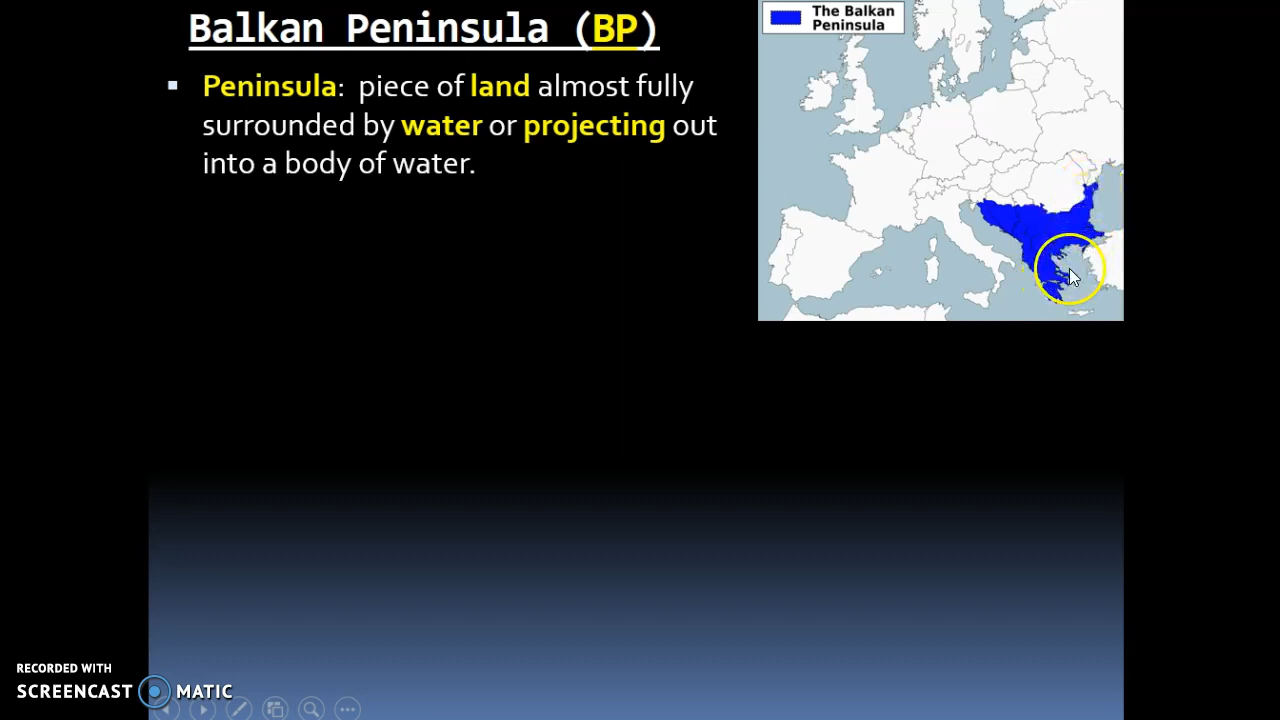 Balkan Peninsula (BP)
The Balkan
Peninsula
▪ Peninsula: piece of land almost fully
surrounded by water or projecting out
into a body of water.
RECORDED WITH
SCREENCAST MATIC